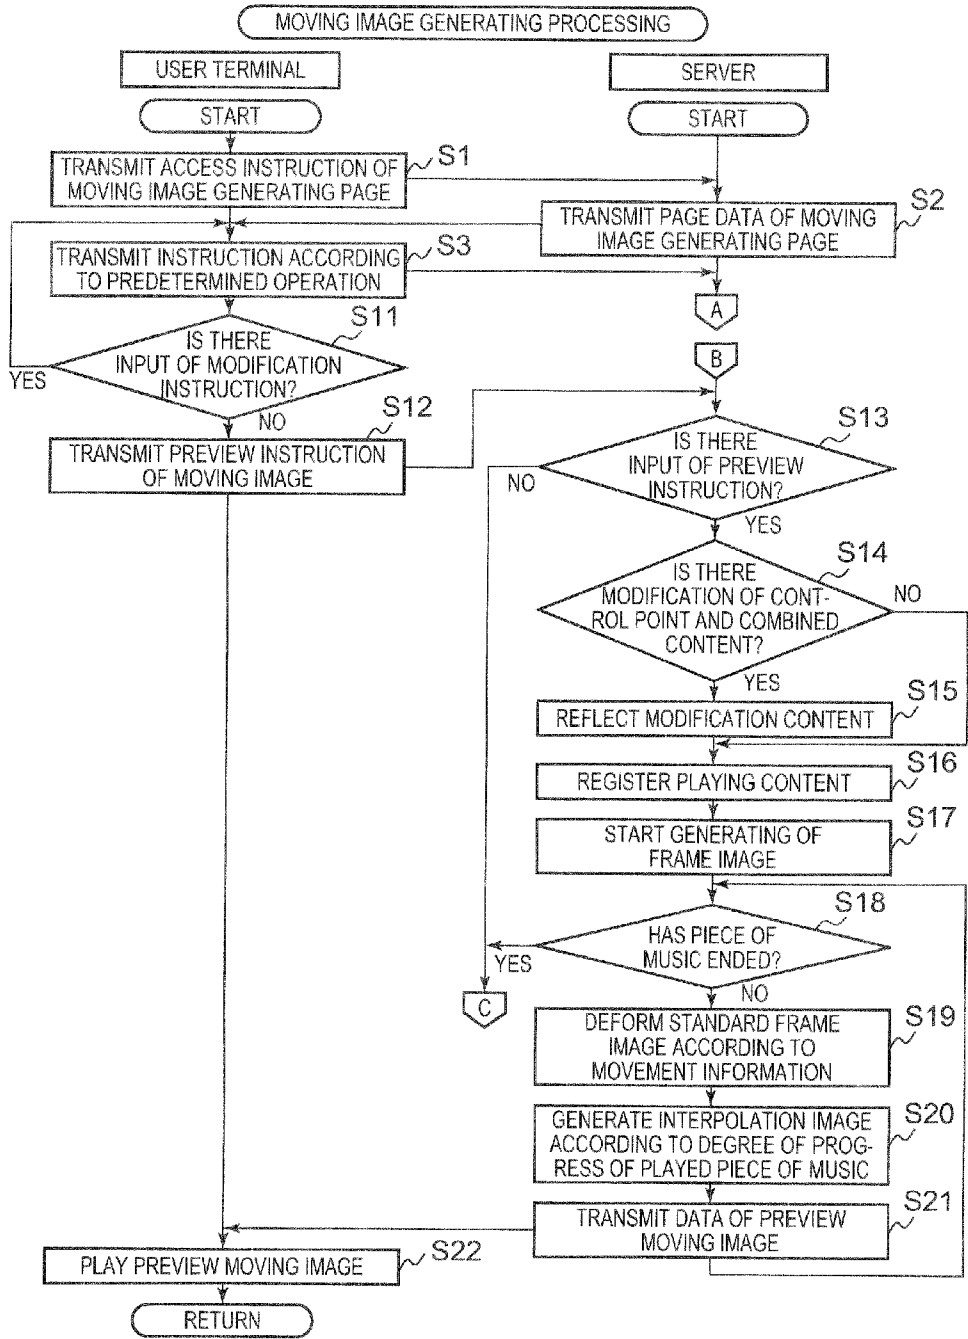 MOVING IMAGE GENERATING PROCESSING
USER TERMINAL
SERVER
START
START
TRANSMIT ACCESS INSTRUCTION OF
MOVING IMAGE GENERATING PAGE
S1
TRANSMIT PAGE DATA OF MOVING
IMAGE GENERATING PAGE
S2
TRANSMIT INSTRUCTION ACCORDING
TO PREDETERMINED OPERATION
S3
A
IS THERE
INPUT OF MODIFICATION
INSTRUCTION?
S11
YES
NO
B
TRANSMIT PREVIEW INSTRUCTION
OF MOVING IMAGE
S12
IS THERE
INPUT OF PREVIEW
INSTRUCTION?
S13
NO
YES
IS THERE
MODIFICATION OF CONT-
ROL POINT AND COMBINED
CONTENT?
S14
NO
YES
REFLECT MODIFICATION CONTENT
S15
REGISTER PLAYING CONTENT
S16
START GENERATING OF
FRAME IMAGE
S17
HAS PIECE OF
MUSIC ENDED?
S18
YES
NO
C
DEFORM STANDARD FRAME
IMAGE ACCORDING TO
MOVEMENT INFORMATION
S19
GENERATE INTERPOLATION IMAGE
ACCORDING TO DEGREE OF PROG-
RESS OF PLAYED PIECE OF MUSIC
S20
TRANSMIT DATA OF PREVIEW
MOVING IMAGE
S21
PLAY PREVIEW MOVING IMAGE
S22
RETURN